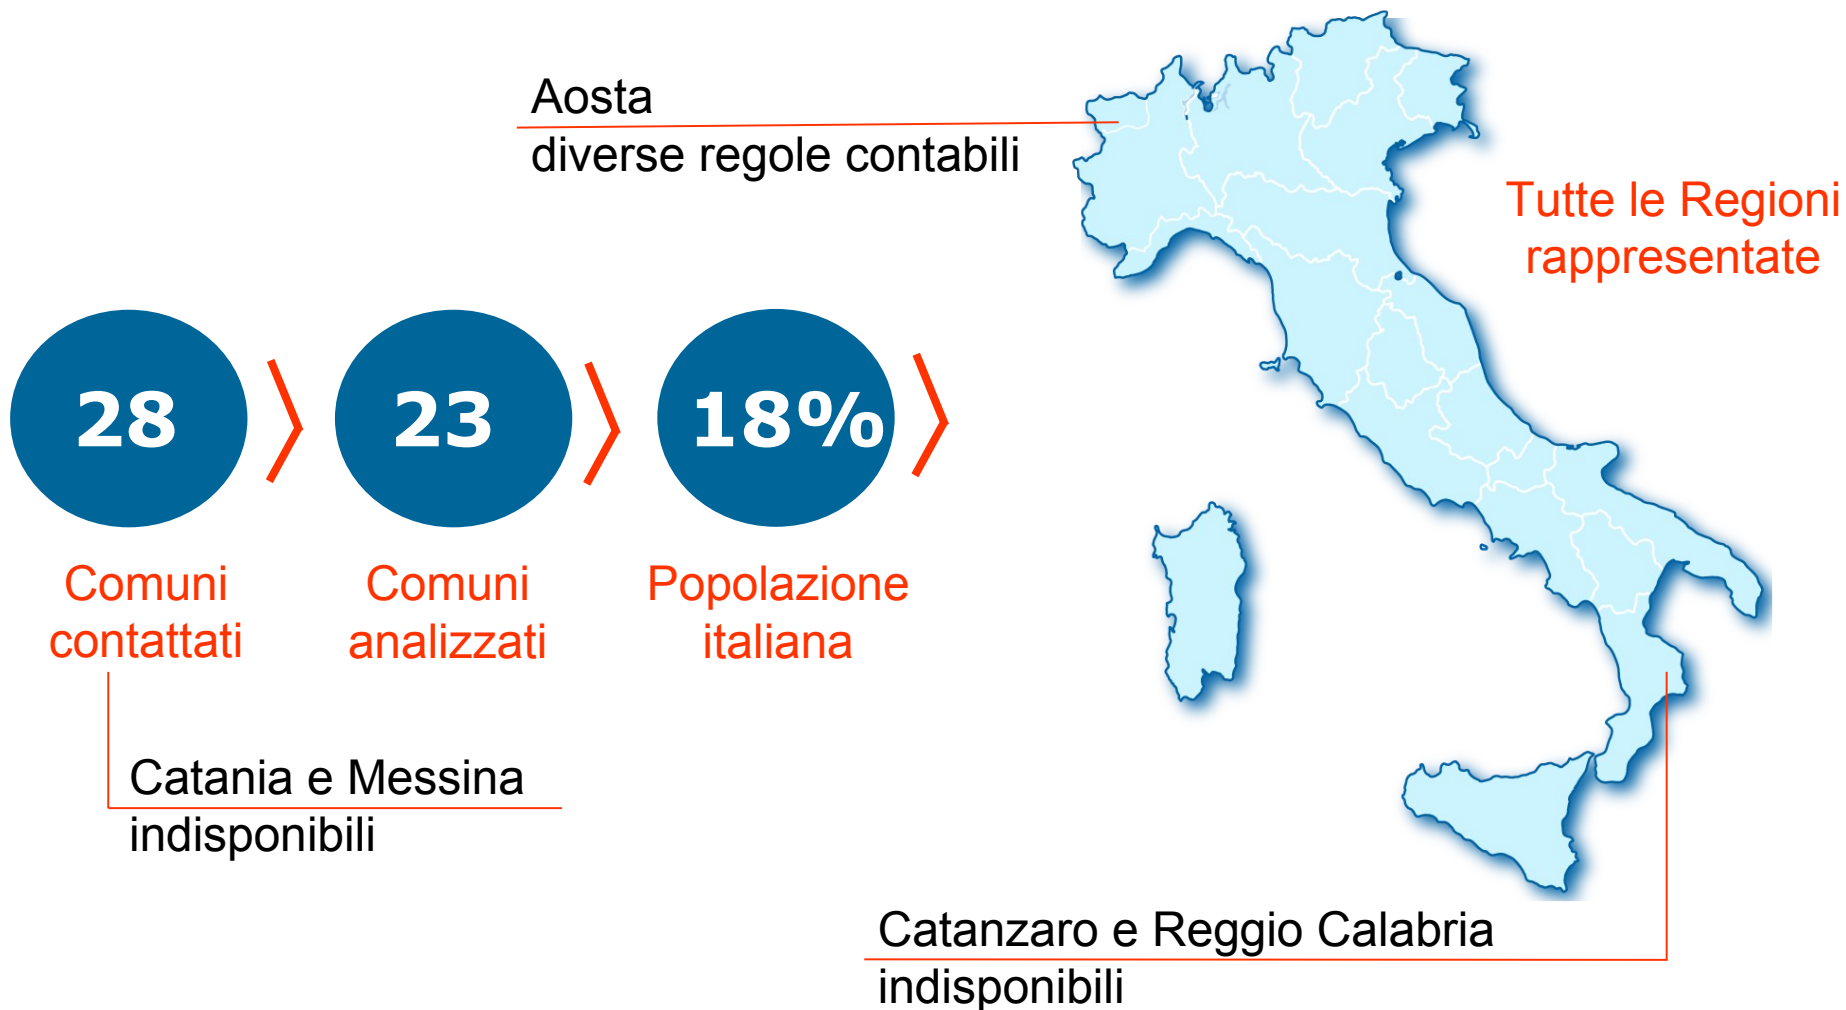 Aosta
diverse regole contabili
Tutte le Regioni
rappresentate
28
23
18%
Comuni
contattati
Comuni
analizzati
Popolazione
italiana
Catania e Messina
indisponibili
Catanzaro e Reggio Calabria
indisponibili